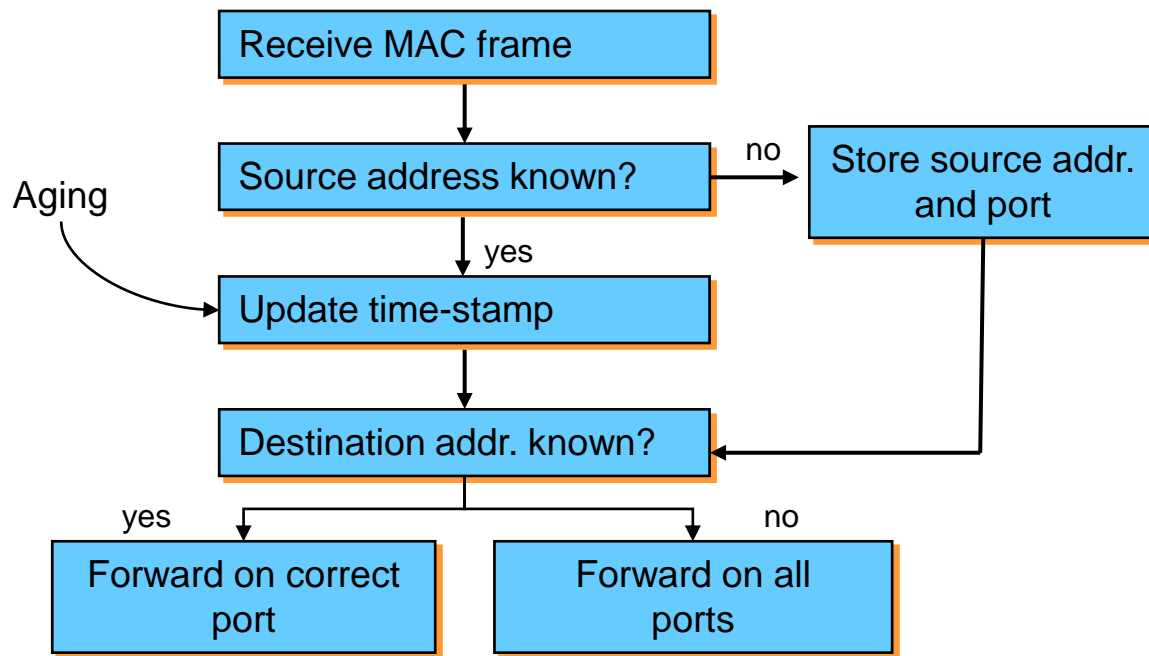 Receive MAC frame
Source address known?
no
Store source addr.
and port
Aging
yes
Update time-stamp
Destination addr. known?
yes
no
Forward on correct
port
Forward on all
ports